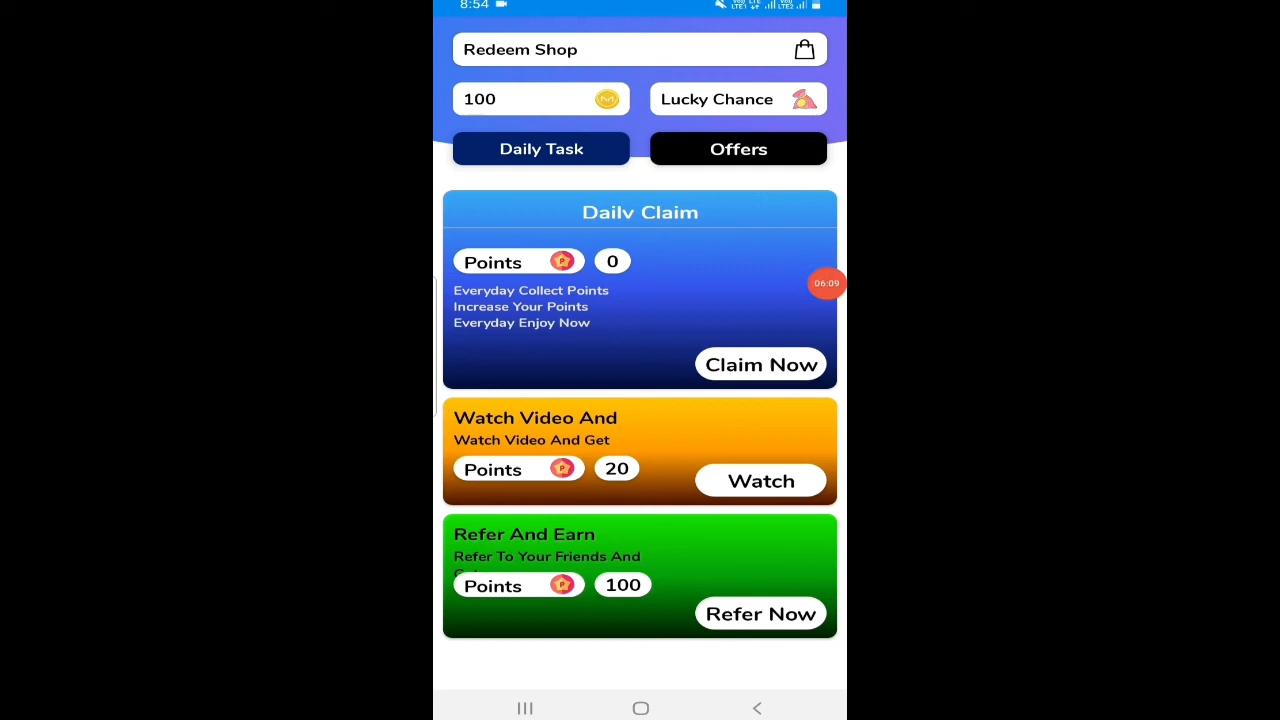 8:54
Redeem Shop
100
Lucky Chance
Daily Task
Offers
Daily Claim
Points P 0
Everyday Collect Points
Increase Your Points
Everyday Enjoy Now
06:09
Claim Now
Watch Video And
Watch Video And Get
Points P 20
Watch
Refer And Earn
Refer To Your Friends And
Points P 100
Refer Now